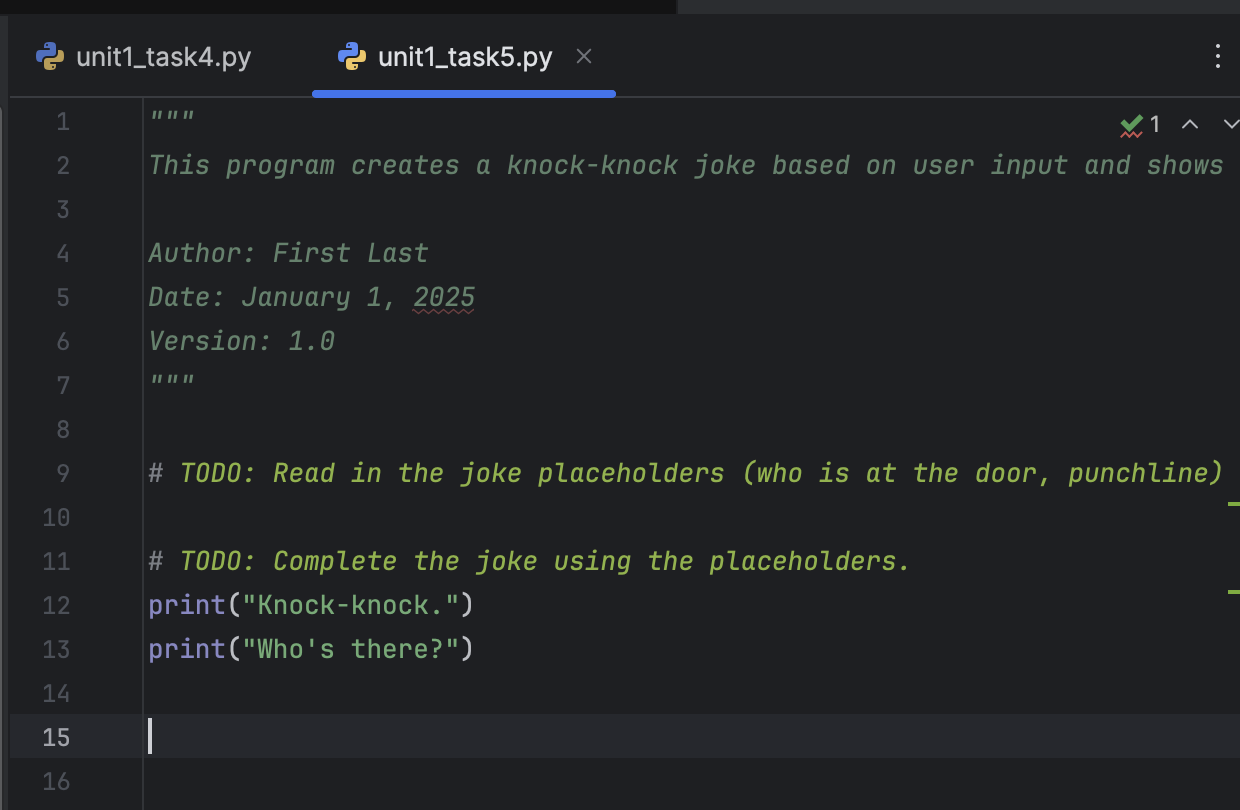 unit1_task4.py
unit1_task5.py
1
1 """
2 This program creates a knock-knock joke based on user input and shows
3
4 Author: First Last
5 Date: January 1, 2025
6 Version: 1.0
7 """
8
9 # TODO: Read in the joke placeholders (who is at the door, punchline)
10
11 # TODO: Complete the joke using the placeholders.
12 print("Knock-knock.")
13 print("Who's there?")
14
15
16